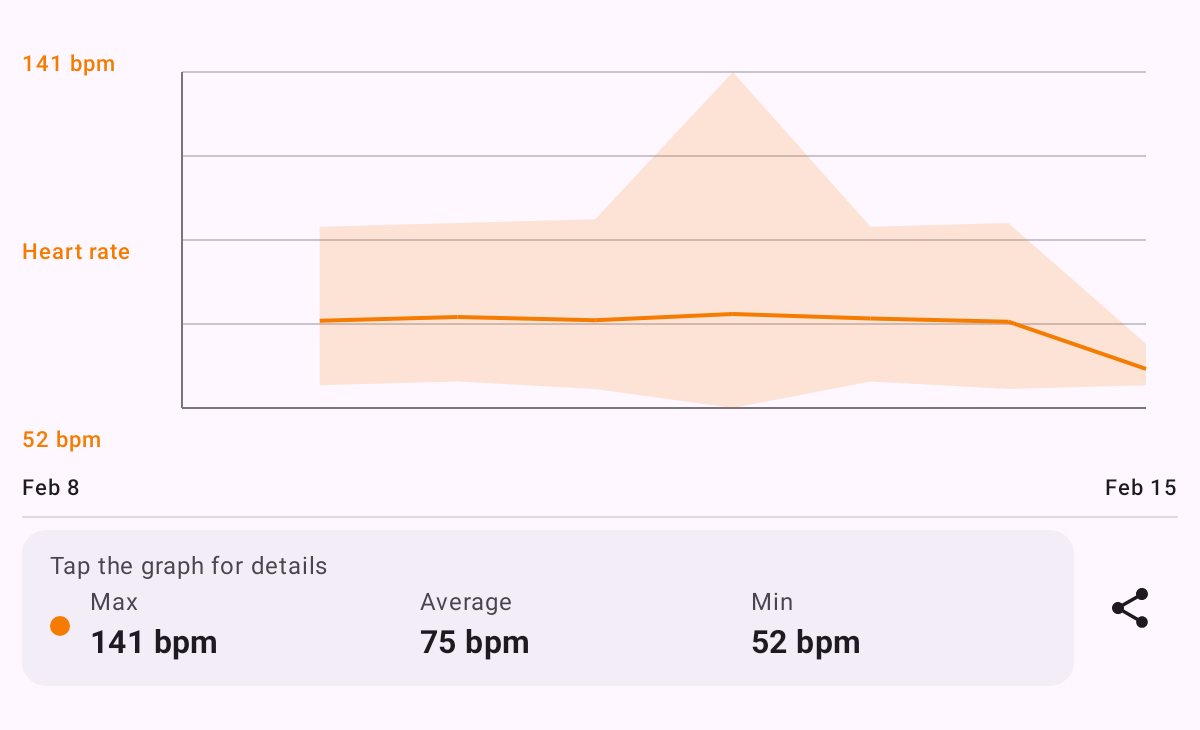 141 bpm
Heart rate
52 bpm
Feb 8
Feb 15
Tap the graph for details
Max
Average
Min
141 bpm
75 bpm
52 bpm